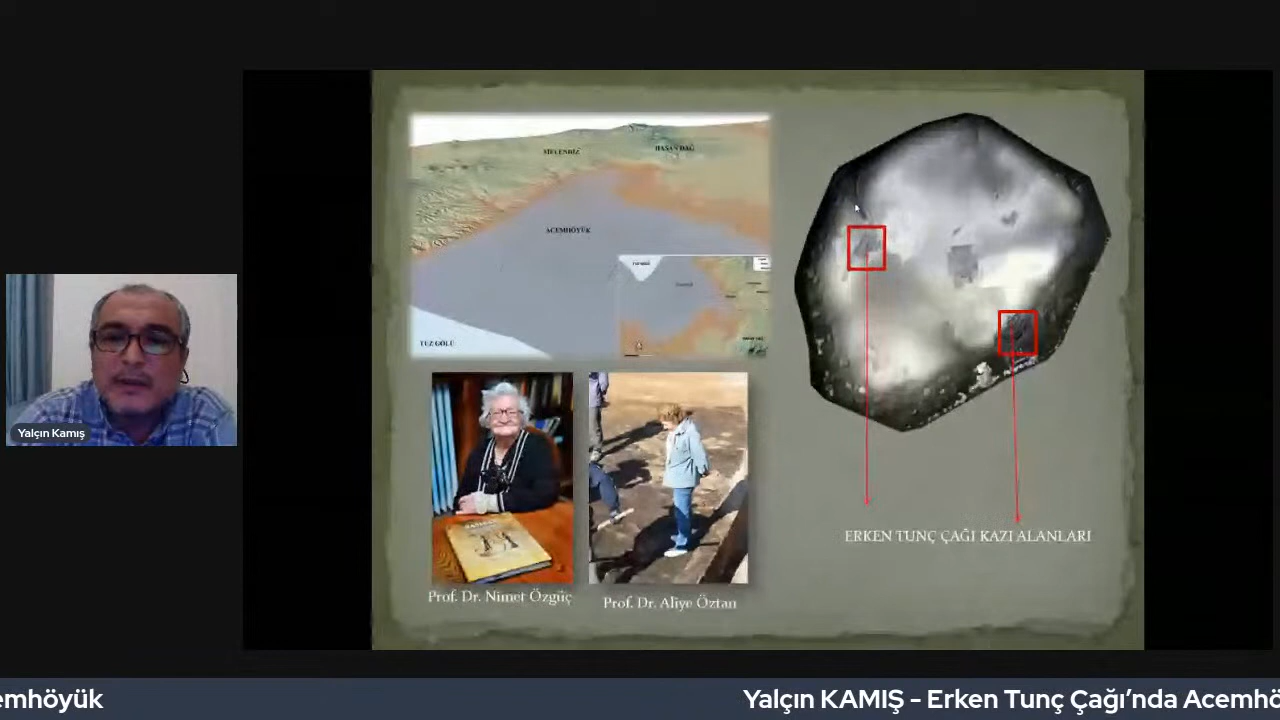 MELENDİZ
HASAN DAĞ
ACEMHÖYÜK
TUZ GÖLÜ
Yalçın Kamış
Prof. Dr. Nimet Özgüç
Prof. Dr. Aliye Öztan
ERKEN TUNÇ ÇAĞI KAZI ALANLARI
emhöyük
Yalçın KAMIŞ - Erken Tunç Çağı’nda Acemhö